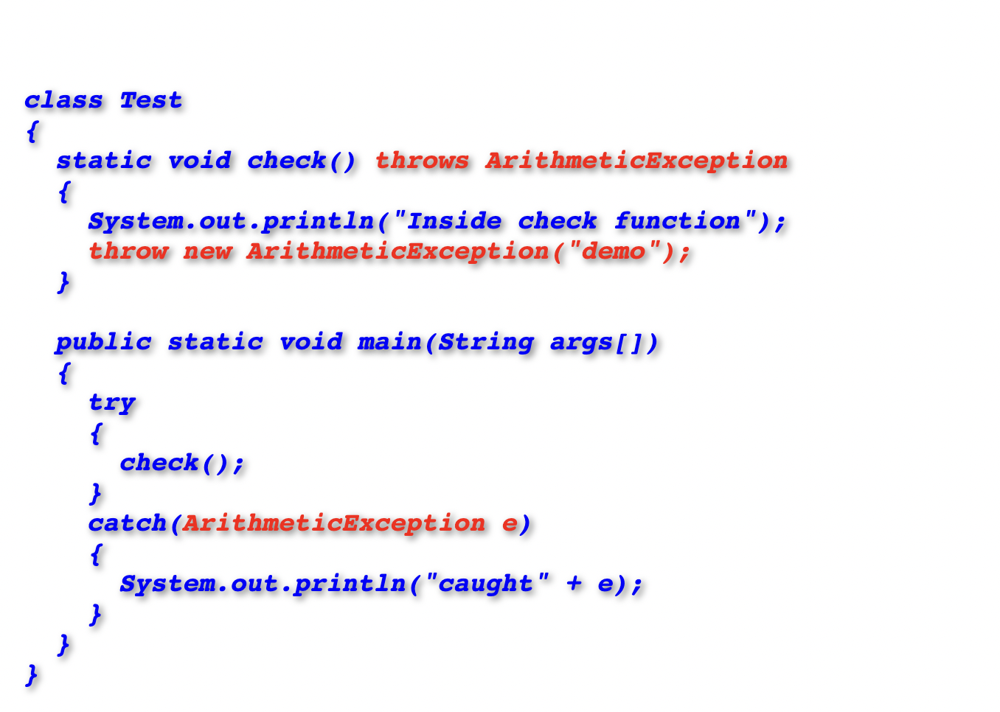 class Test
{
  static void check() throws ArithmeticException
  {
    System.out.println("Inside check function");
    throw new ArithmeticException("demo");
  }

  public static void main(String args[])
  {
    try
    {
      check();
    }
    catch(ArithmeticException e)
    {
      System.out.println("caught" + e);
    }
  }
}